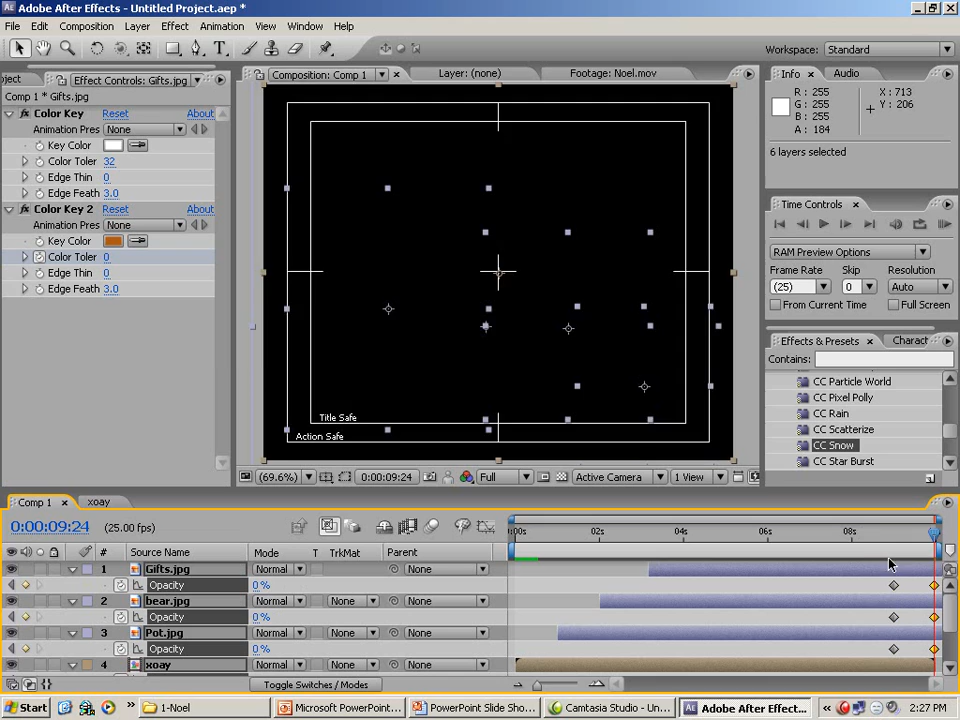 Adobe After Effects - Untitled Project.aep *
File Edit Composition Layer Effect Animation View Window Help
Workspace: Standard
oject Effect Controls: Gifts.jpg
Comp 1 * Gifts.jpg
Color Key Reset About
Animation Pres None
Key Color
Color Toler 32
Edge Thin 0
Edge Feath 3.0
Color Key 2 Reset About
Animation Pres None
Key Color
Color Toler 0
Edge Thin 0
Edge Feath 3.0
Composition: Comp 1 Layer: (none) Footage: Noel.mov
Title Safe
Action Safe
(69.6%) 0:00:09:24 Full Active Camera 1 View
Info Audio
R : 255 X : 713
G : 255 Y : 206
B : 255
A : 184
6 layers selected
Time Controls
RAM Preview Options
Frame Rate Skip Resolution
(25) 0 Auto
From Current Time Full Screen
Effects & Presets Charact
Contains:
CC Particle World
CC Pixel Polly
CC Rain
CC Scatterize
CC Snow
CC Star Burst
Comp 1 xoay
0:00:09:24 (25.00 fps)
:00s 02s 04s 06s 08s
# Source Name Mode T TrkMat Parent
1 Gifts.jpg Normal None
Opacity 0 %
2 bear.jpg Normal None None
Opacity 0 %
3 Pot.jpg Normal None None
Opacity 0 %
4 xoay Normal None None
Toggle Switches / Modes
Start 1-Noel Microsoft PowerPoint... PowerPoint Slide Sho... Camtasia Studio - Un... Adobe After Effect... 2:27 PM